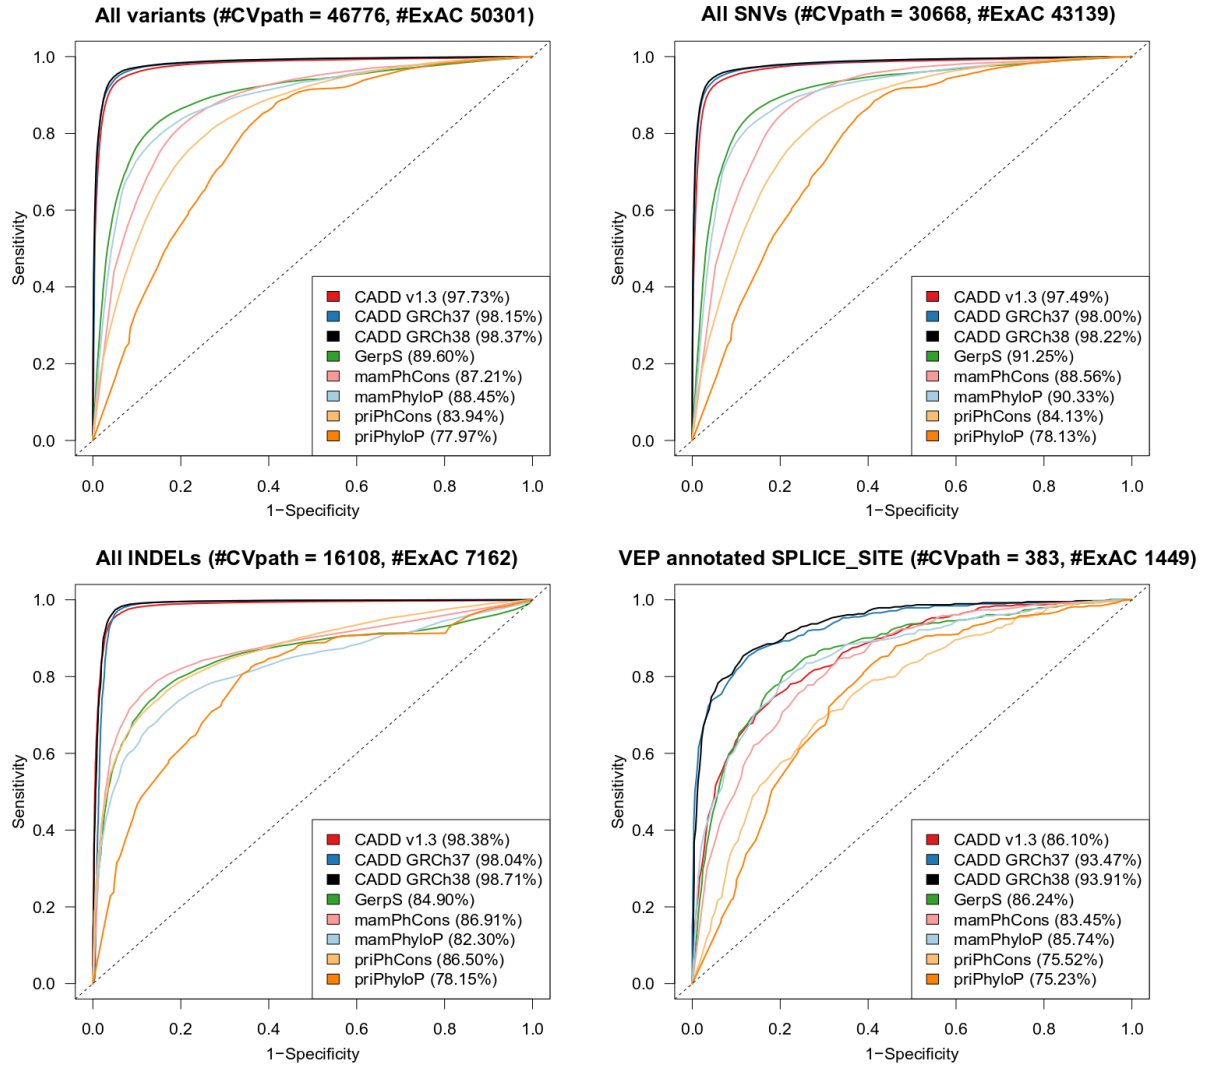 All variants (#CVpath = 46776, #ExAC 50301)
1.0
0.8
0.6
0.4
0.2
0.0
Sensitivity
CADD v1.3 (97.73%)
CADD GRCh37 (98.15%)
CADD GRCh38 (98.37%)
GerpS (89.60%)
mamPhCons (87.21%)
mamPhyloP (88.45%)
priPhCons (83.94%)
priPhyloP (77.97%)
0.0 0.2 0.4 0.6 0.8 1.0
1−Specificity
All SNVs (#CVpath = 30668, #ExAC 43139)
1.0
0.8
0.6
0.4
0.2
0.0
Sensitivity
CADD v1.3 (97.49%)
CADD GRCh37 (98.00%)
CADD GRCh38 (98.22%)
GerpS (91.25%)
mamPhCons (88.56%)
mamPhyloP (90.33%)
priPhCons (84.13%)
priPhyloP (78.13%)
0.0 0.2 0.4 0.6 0.8 1.0
1−Specificity
All INDELs (#CVpath = 16108, #ExAC 7162)
1.0
0.8
0.6
0.4
0.2
0.0
Sensitivity
CADD v1.3 (98.38%)
CADD GRCh37 (98.04%)
CADD GRCh38 (98.71%)
GerpS (84.90%)
mamPhCons (86.91%)
mamPhyloP (82.30%)
priPhCons (86.50%)
priPhyloP (78.15%)
0.0 0.2 0.4 0.6 0.8 1.0
1−Specificity
VEP annotated SPLICE_SITE (#CVpath = 383, #ExAC 1449)
1.0
0.8
0.6
0.4
0.2
0.0
Sensitivity
CADD v1.3 (86.10%)
CADD GRCh37 (93.47%)
CADD GRCh38 (93.91%)
GerpS (86.24%)
mamPhCons (83.45%)
mamPhyloP (85.74%)
priPhCons (75.52%)
priPhyloP (75.23%)
0.0 0.2 0.4 0.6 0.8 1.0
1−Specificity